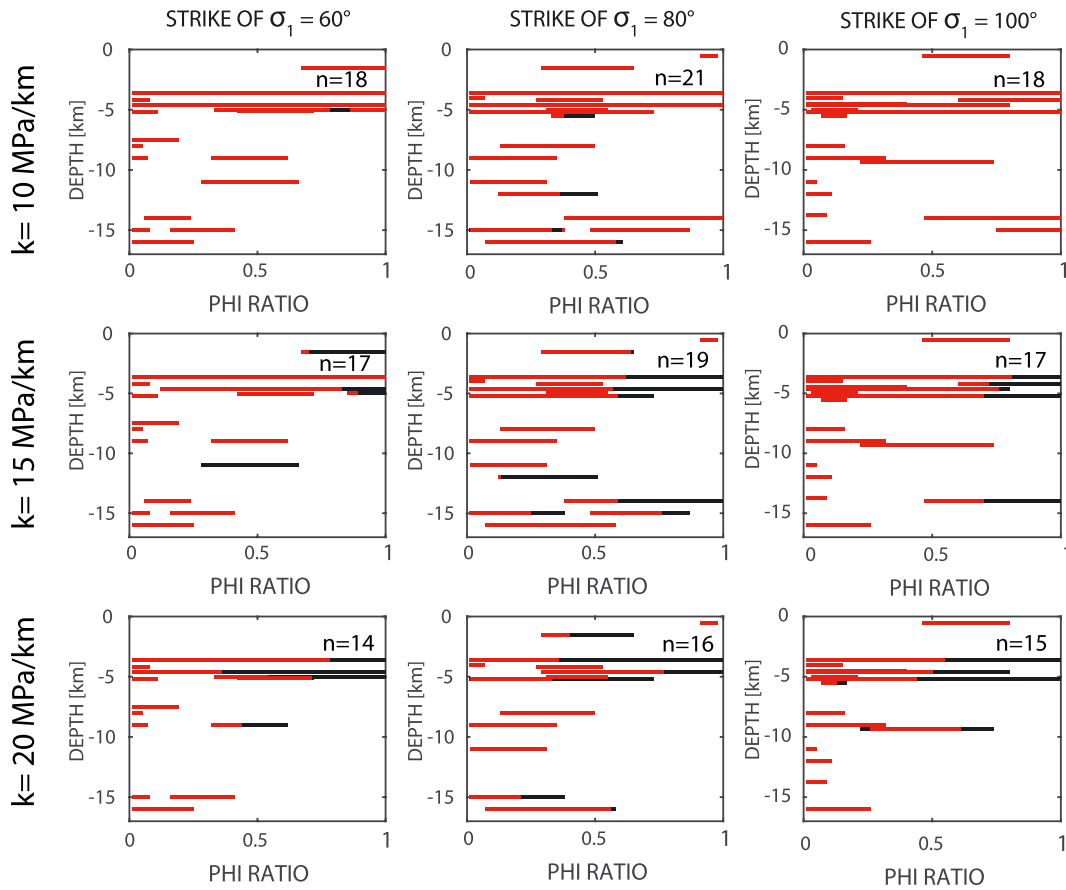 STRIKE OF σ1 = 60°
STRIKE OF σ1 = 80°
STRIKE OF σ1 = 100°
k= 10 MPa/km
DEPTH [km]
0
-5
-10
-15
n=18
0
0.5
1
PHI RATIO
DEPTH [km]
0
-5
-10
-15
n=21
0
0.5
1
PHI RATIO
DEPTH [km]
0
-5
-10
-15
n=18
0
0.5
1
PHI RATIO
k= 15 MPa/km
DEPTH [km]
0
-5
-10
-15
n=17
0
0.5
1
PHI RATIO
DEPTH [km]
0
-5
-10
-15
n=19
0
0.5
1
PHI RATIO
DEPTH [km]
0
-5
-10
-15
n=17
0
0.5
1
PHI RATIO
k= 20 MPa/km
DEPTH [km]
0
-5
-10
-15
n=14
0
0.5
1
PHI RATIO
DEPTH [km]
0
-5
-10
-15
n=16
0
0.5
1
PHI RATIO
DEPTH [km]
0
-5
-10
-15
n=15
0
0.5
1
PHI RATIO